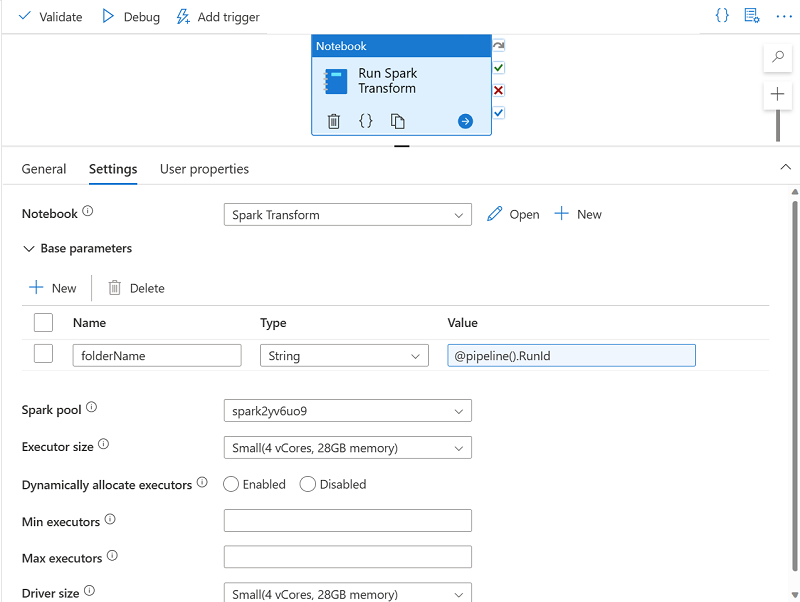 Validate Debug Add trigger {} ...
Notebook
Run Spark
Transform
{}
General Settings User properties
Notebook Spark Transform Open New
Base parameters
New Delete
Name Type Value
folderName String @pipeline().RunId
Spark pool spark2yv6uo9
Executor size Small(4 vCores, 28GB memory)
Dynamically allocate executors Enabled Disabled
Min executors
Max executors
Driver size Small(4 vCores, 28GB memory)